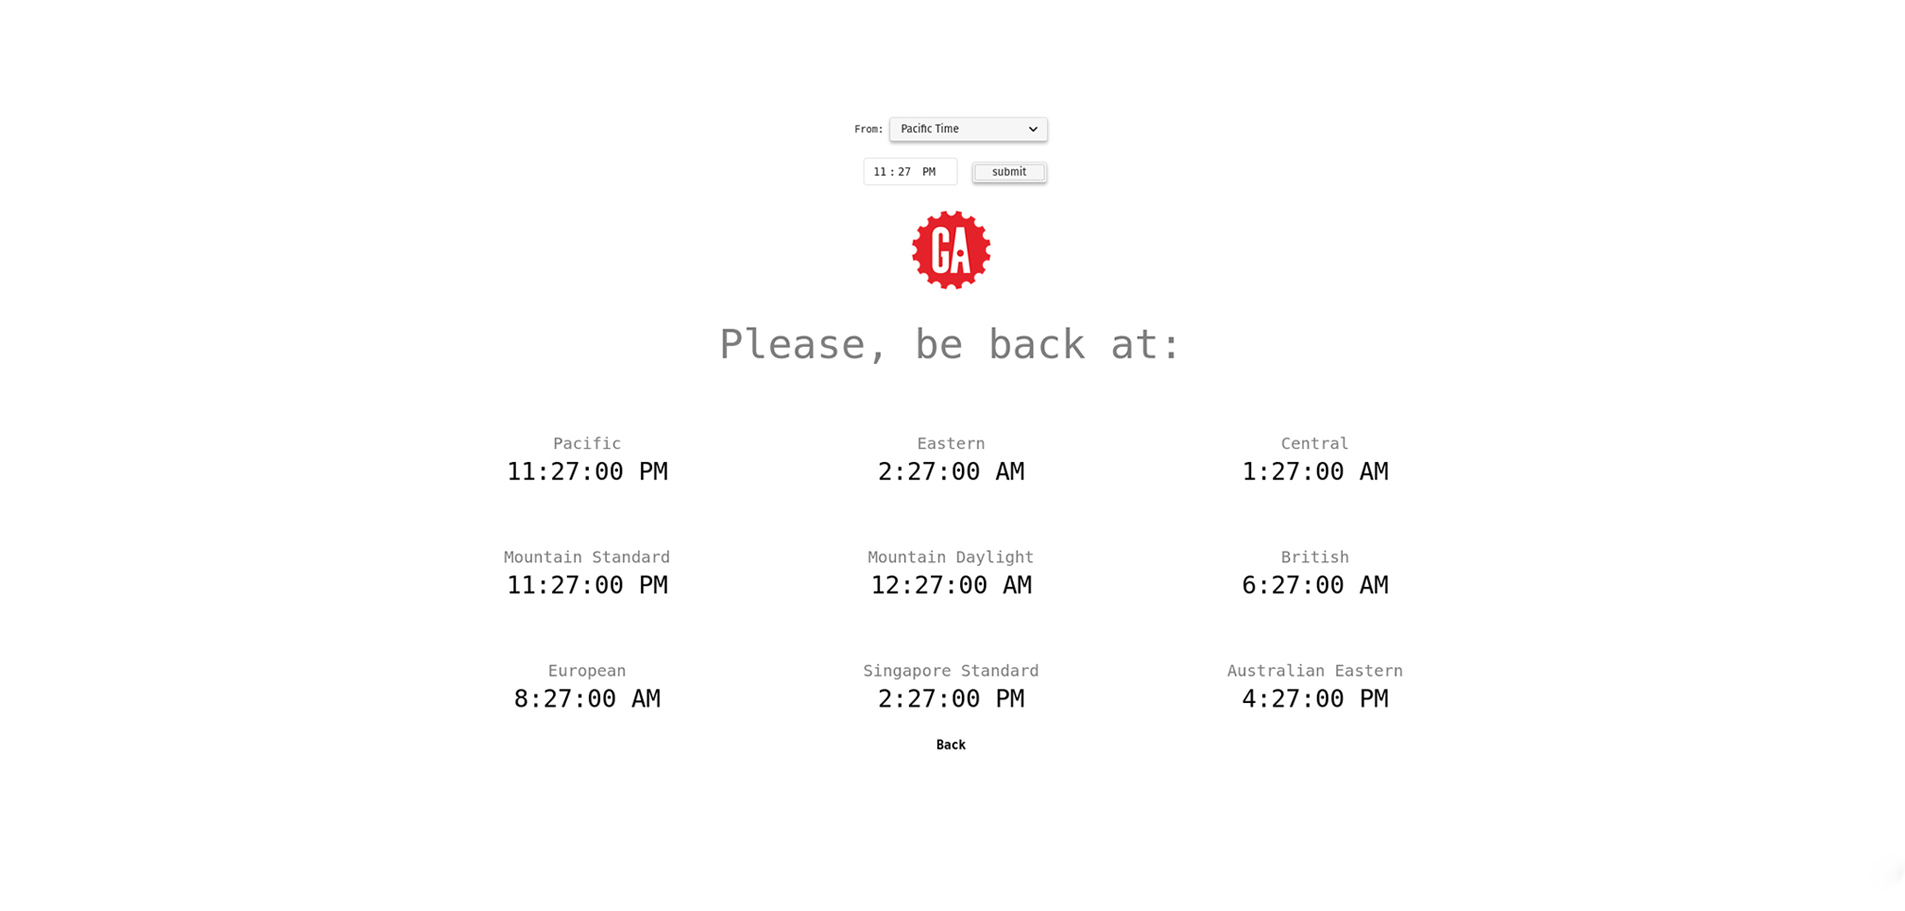 From: Pacific Time
11:27 PM submit
GA
Please, be back at:
Pacific Eastern Central
11:27:00 PM 2:27:00 AM 1:27:00 AM
Mountain Standard Mountain Daylight British
11:27:00 PM 12:27:00 AM 6:27:00 AM
European Singapore Standard Australian Eastern
8:27:00 AM 2:27:00 PM 4:27:00 PM
Back